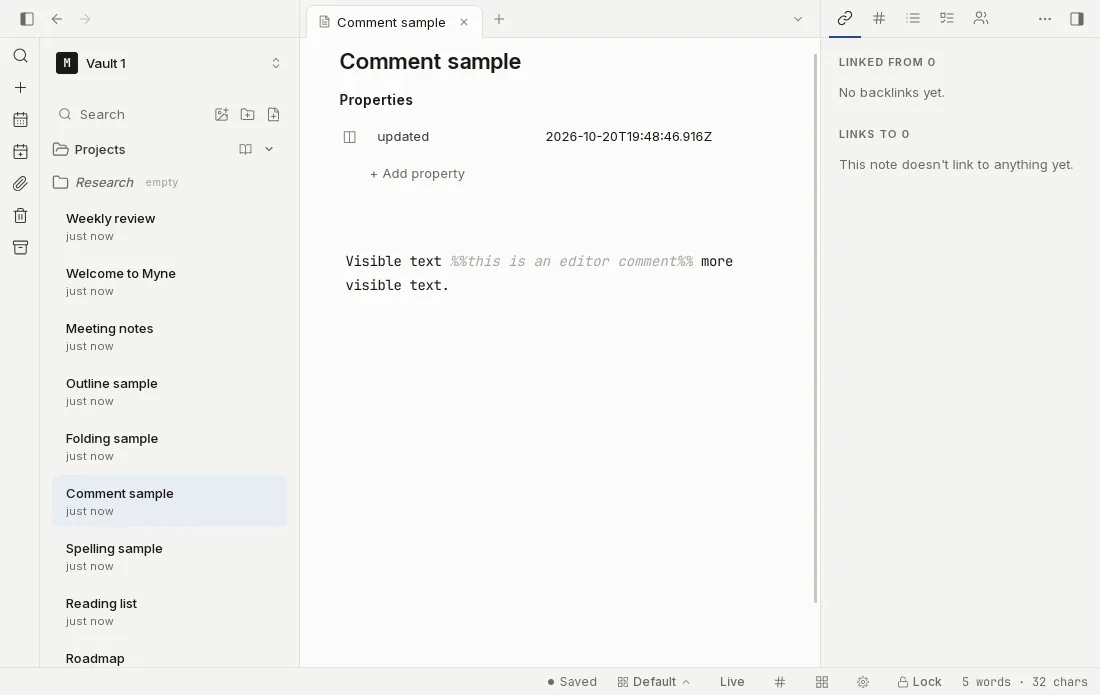 Comment sample
M Vault 1
Search
Projects
Research empty
Weekly review
just now
Welcome to Myne
just now
Meeting notes
just now
Outline sample
just now
Folding sample
just now
Comment sample
just now
Spelling sample
just now
Reading list
just now
Roadmap
Comment sample
Properties
updated 2026-10-20T19:48:46.916Z
+ Add property
Visible text %%this is an editor comment%% more
visible text.
LINKED FROM 0
No backlinks yet.
LINKS TO 0
This note doesn't link to anything yet.
Saved Default Live Lock 5 words · 32 chars